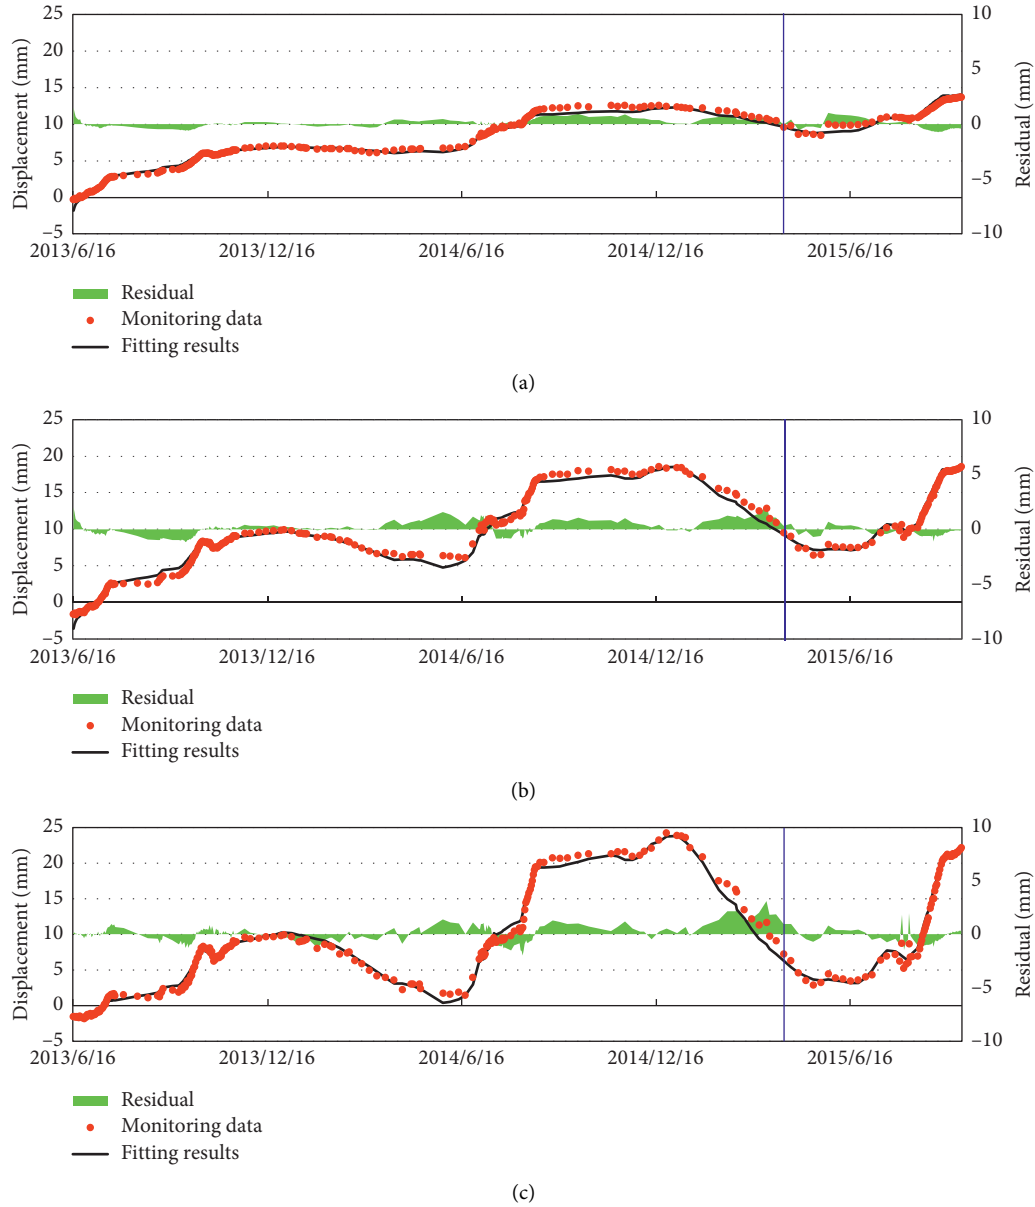 25
20
15
10
5
0
–5
Displacement (mm)
10
5
0
–5
–10
Residual (mm)
2013/6/16
2013/12/16
2014/6/16
2014/12/16
2015/6/16
Residual
Monitoring data
Fitting results
(a)
25
20
15
10
5
0
–5
Displacement (mm)
10
5
0
–5
–10
Residual (mm)
2013/6/16
2013/12/16
2014/6/16
2014/12/16
2015/6/16
Residual
Monitoring data
Fitting results
(b)
25
20
15
10
5
0
–5
Displacement (mm)
10
5
0
–5
–10
Residual (mm)
2013/6/16
2013/12/16
2014/6/16
2014/12/16
2015/6/16
Residual
Monitoring data
Fitting results
(c)